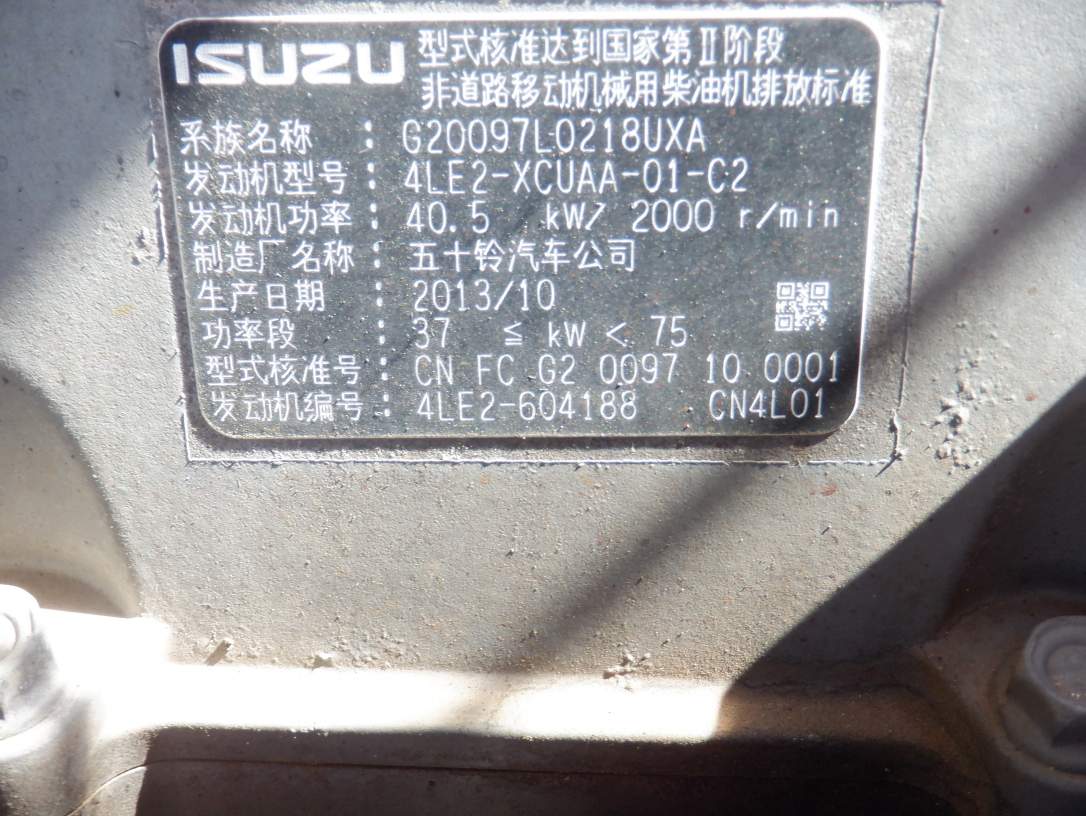 ISUZU 型式核准达到国家第Ⅱ阶段
非道路移动机械用柴油机排放标准
系族名称 : G20097L0218UXA
发动机型号 : 4LE2-XCUAA-01-C2
发动机功率 : 40.5 kW/ 2000 r/min
制造厂名称 : 五十铃汽车公司
生产日期 : 2013/10
功率段 : 37 ≤ kW < 75
型式核准号 : CN FC G2 0097 10 0001
发动机编号 : 4LE2-604188 CN4L01